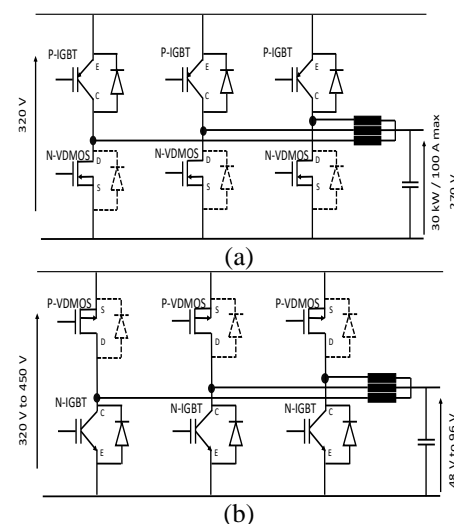 P-IGBT P-IGBT P-IGBT
E E E
C C C
320 V
N-VDMOS N-VDMOS N-VDMOS
D D D
S S S
30 kW / 100 A max
270 V
(a)
P-VDMOS P-VDMOS P-VDMOS
S S S
D D D
320 V to 450 V
N-IGBT N-IGBT N-IGBT
C C C
E E E
48 V to 96 V
(b)